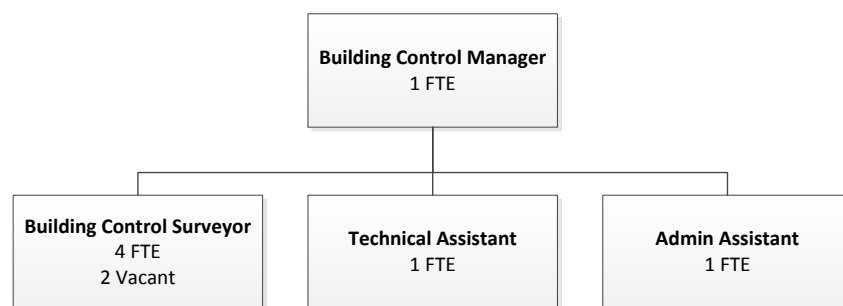 Building Control Manager
1 FTE
Building Control Surveyor
4 FTE
2 Vacant
Technical Assistant
1 FTE
Admin Assistant
1 FTE